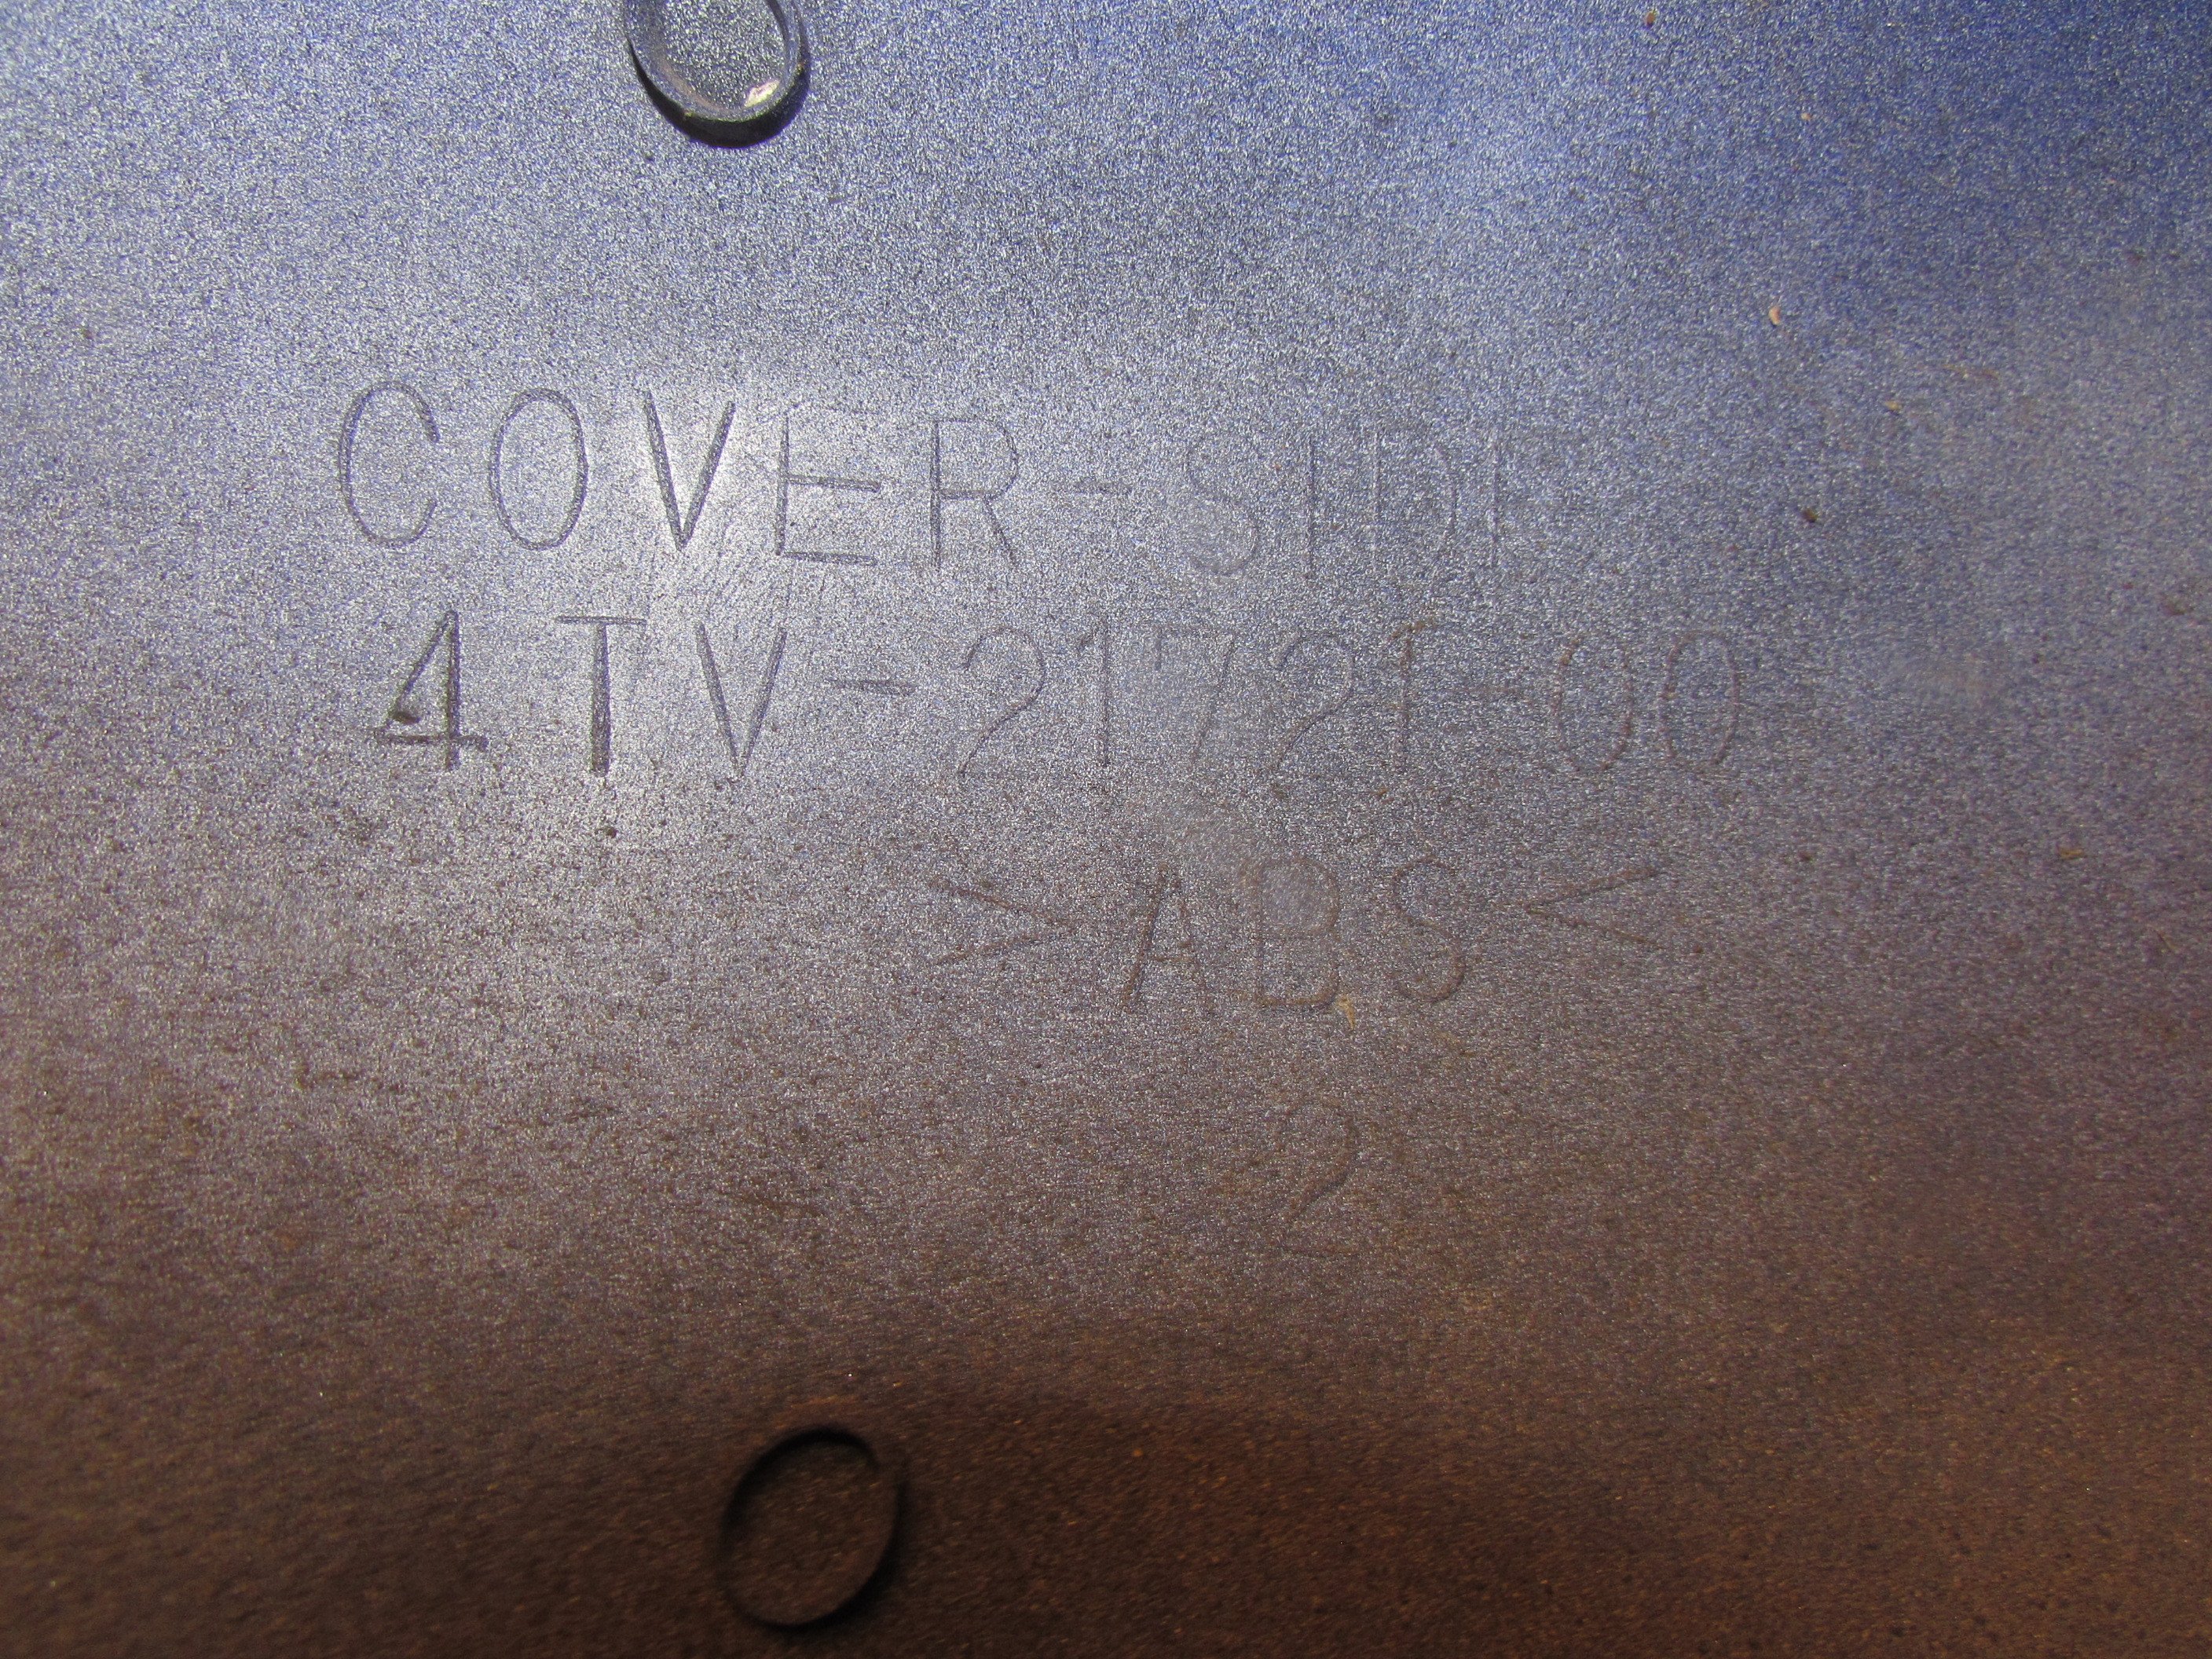 COVER-SIDE
4TV-21721-00
>ABS<
2